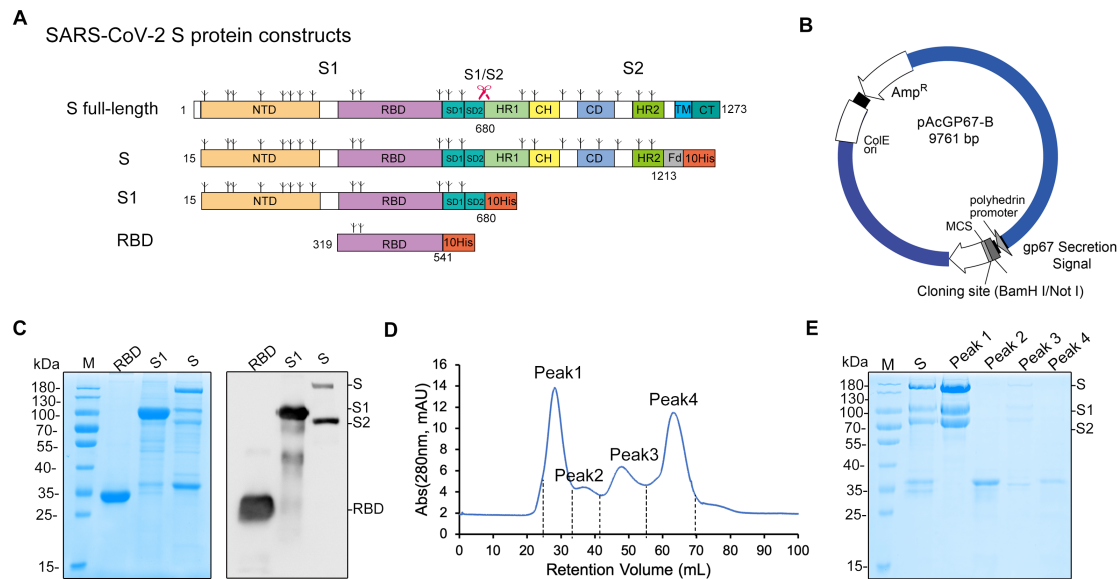 A
SARS-CoV-2 S protein constructs
S1 S1/S2 S2
S full-length 1 NTD RBD SD1 SD2 HR1 CH CD HR2 TM CT 1273
680
S 15 NTD RBD SD1 SD2 HR1 CH CD HR2 Fd 10His
1213
S1 15 NTD RBD SD1 SD2 10His
680
RBD 319 RBD 10His
541
B
AmpR
ColE
ori
pAcGP67-B
9761 bp
polyhedrin
promoter
MCS
gp67 Secretion
Signal
Cloning site (BamH I/Not I)
C
kDa M RBD S1 S
180-
130-
100-
70-
55-
40-
35-
25-
15-
RBD S1 S
-S
-S1
-S2
-RBD
D
Abs(280nm, mAU)
16
14
12
10
8
6
4
2
0
Peak1
Peak2
Peak3
Peak4
0 10 20 30 40 50 60 70 80 90 100
Retention Volume (mL)
E
kDa M S Peak 1 Peak 2 Peak 3 Peak 4
180-
130-
100-
70-
55-
40-
35-
25-
15-
-S
-S1
-S2